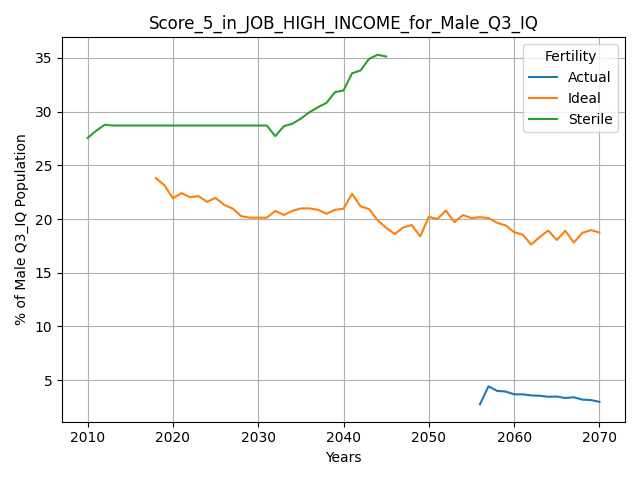 Score_5_in_JOB_HIGH_INCOME_for_Male_Q3_IQ
% of Male Q3_IQ Population
35
30
25
20
15
10
5
Fertility
Actual
Ideal
Sterile
2010 2020 2030 2040 2050 2060 2070
Years